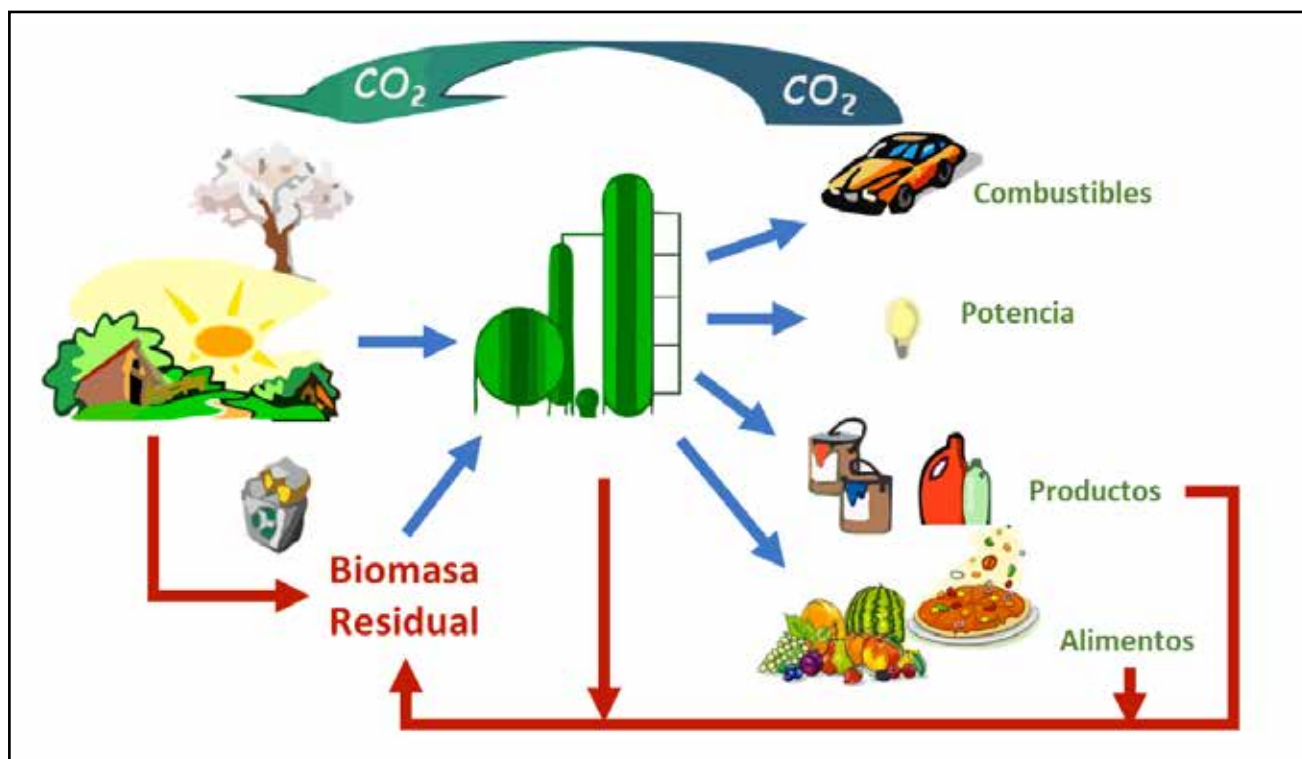 CO₂
CO₂
Combustibles
Potencia
Productos
Biomasa
Residual
Alimentos